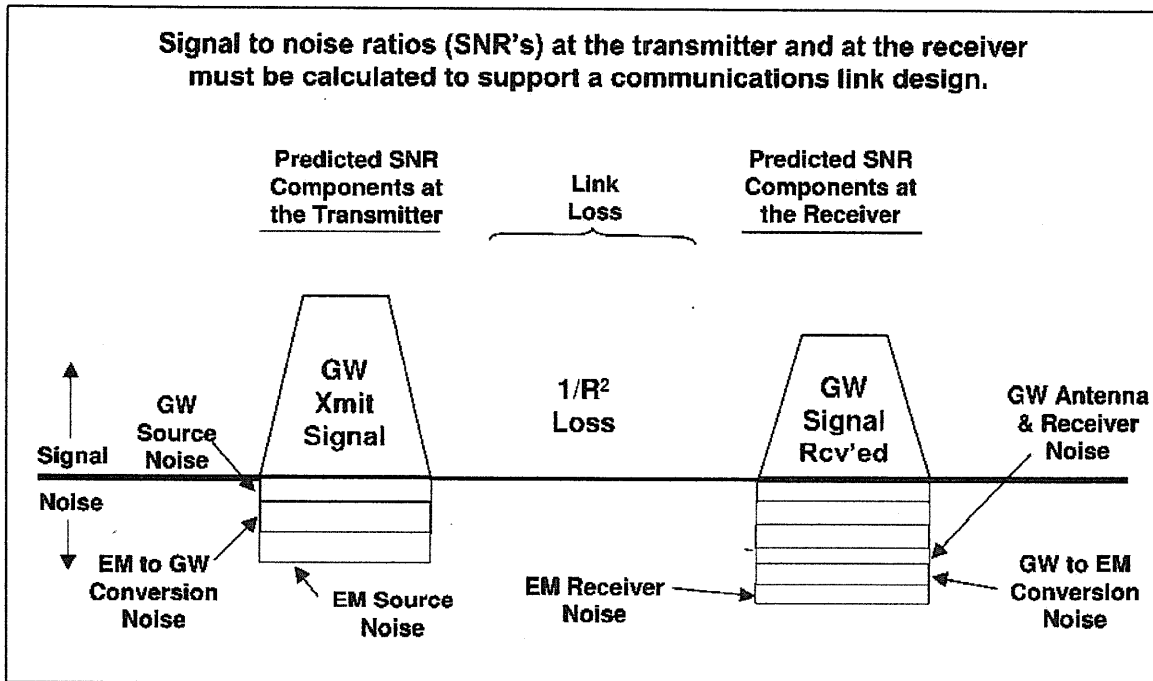 Signal to noise ratios (SNR's) at the transmitter and at the receiver
must be calculated to support a communications link design.
Predicted SNR
Components at
the Transmitter
Link
Loss
Predicted SNR
Components at
the Receiver
GW
Xmit
Signal
1/R²
Loss
GW
Signal
Rcv'ed
GW
Source
Noise
GW Antenna
& Receiver
Noise
Signal
Noise
EM to GW
Conversion
Noise
EM Source
Noise
EM Receiver
Noise
GW to EM
Conversion
Noise